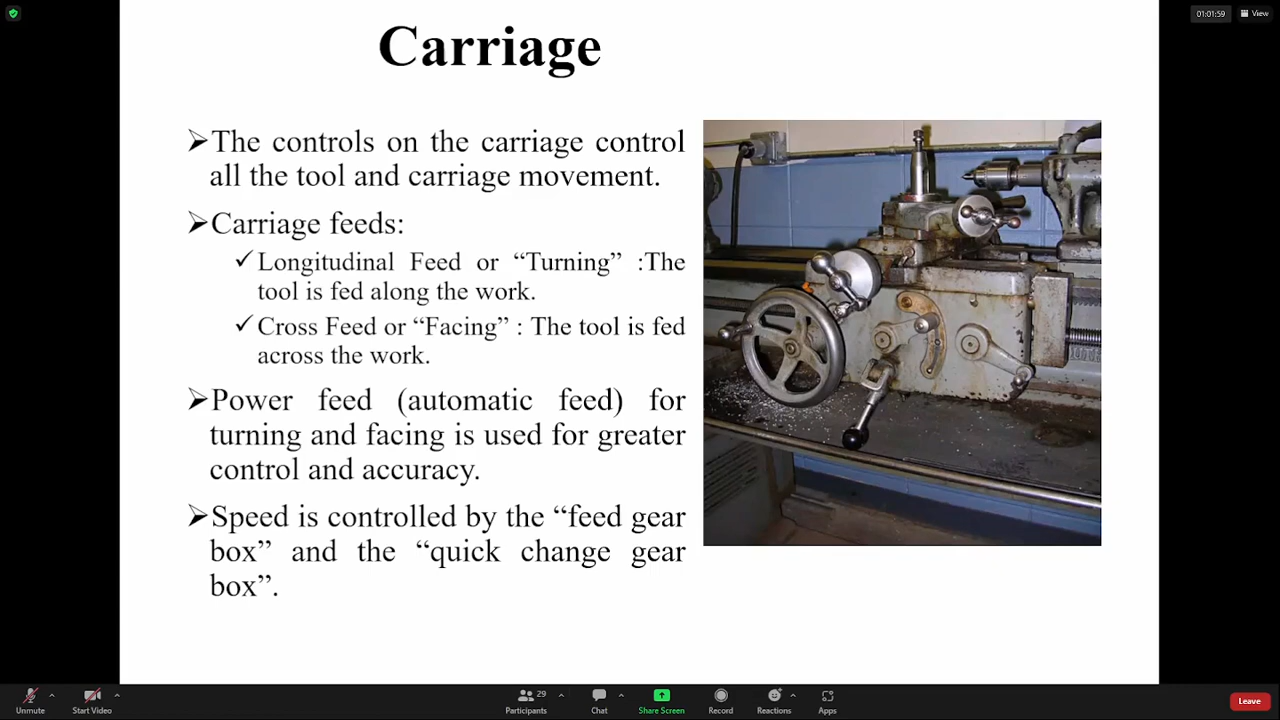 01:01:59
View
Carriage
➢The controls on the carriage control
all the tool and carriage movement.
➢Carriage feeds:
✓Longitudinal Feed or “Turning” :The
tool is fed along the work.
✓Cross Feed or “Facing” : The tool is fed
across the work.
➢Power feed (automatic feed) for
turning and facing is used for greater
control and accuracy.
➢Speed is controlled by the “feed gear
box” and the “quick change gear
box”.
Unmute
Start Video
29
Participants
Chat
Share Screen
Record
Reactions
Apps
Leave